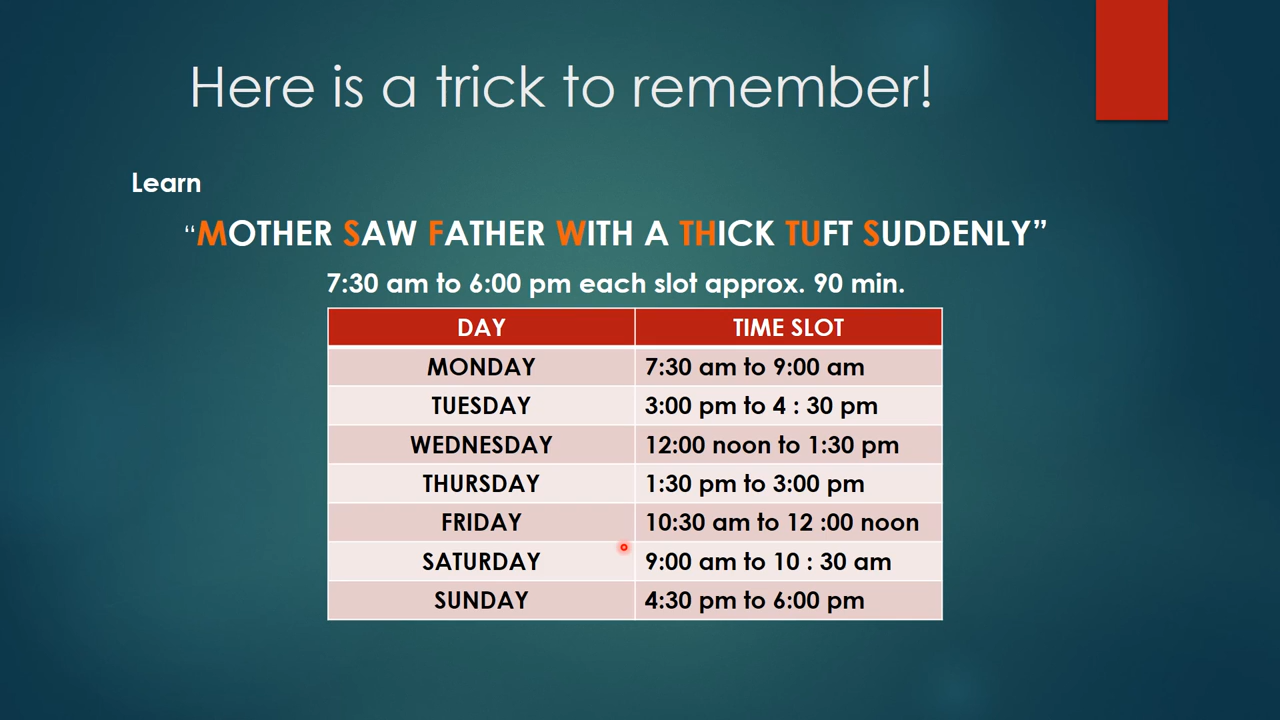 Here is a trick to remember!
Learn
“MOTHER SAW FATHER WITH A THICK TUFT SUDDENLY”
7:30 am to 6:00 pm each slot approx. 90 min.
DAY TIME SLOT
MONDAY 7:30 am to 9:00 am
TUESDAY 3:00 pm to 4 : 30 pm
WEDNESDAY 12:00 noon to 1:30 pm
THURSDAY 1:30 pm to 3:00 pm
FRIDAY 10:30 am to 12 :00 noon
SATURDAY 9:00 am to 10 : 30 am
SUNDAY 4:30 pm to 6:00 pm